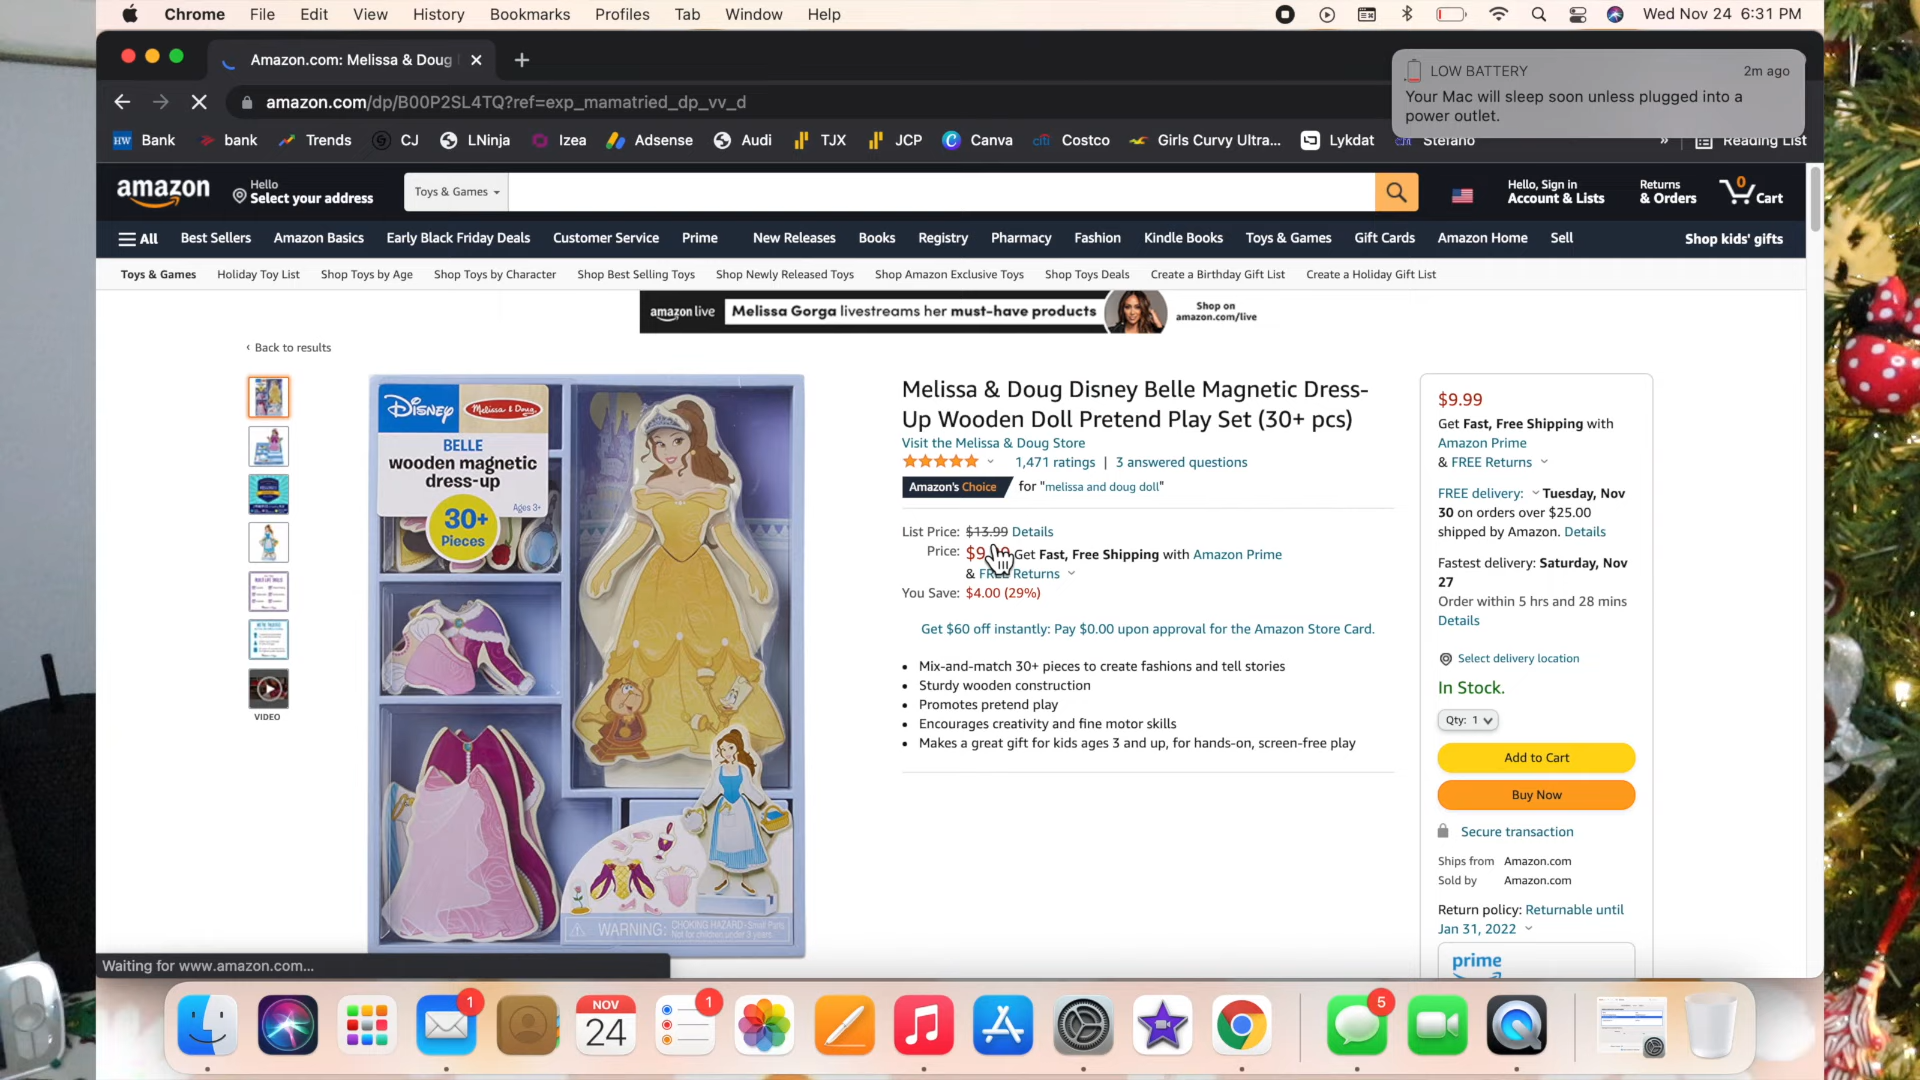 Chrome File Edit View History Bookmarks Profiles Tab Window Help Wed Nov 24 6:31 PM
Amazon.com: Melissa & Doug
LOW BATTERY 2m ago
Your Mac will sleep soon unless plugged into a
power outlet.
amazon.com/dp/B00P2SL4TQ?ref=exp_mamatried_dp_vv_d
HW Bank bank Trends CJ LNinja Izea Adsense Audi TJX JCP Canva citi Costco Girls Curvy Ultra... Lykdat citi Stefano » Reading List
amazon
Hello
Select your address
Toys & Games
Hello, Sign in
Account & Lists
Returns
& Orders
0
Cart
All Best Sellers Amazon Basics Early Black Friday Deals Customer Service Prime New Releases Books Registry Pharmacy Fashion Kindle Books Toys & Games Gift Cards Amazon Home Sell Shop kids' gifts
Toys & Games Holiday Toy List Shop Toys by Age Shop Toys by Character Shop Best Selling Toys Shop Newly Released Toys Shop Amazon Exclusive Toys Shop Toys Deals Create a Birthday Gift List Create a Holiday Gift List
amazon live Melissa Gorga livestreams her must-have products
Shop on
amazon.com/live
‹ Back to results
VIDEO
Disney Melissa & Doug
BELLE
wooden magnetic
dress-up
Ages 3+
30+
Pieces
WARNING: CHOKING HAZARD-Small Parts
Not for children under 3 years.
Melissa & Doug Disney Belle Magnetic Dress-
Up Wooden Doll Pretend Play Set (30+ pcs)
Visit the Melissa & Doug Store
1,471 ratings | 3 answered questions
Amazon's Choice for "melissa and doug doll"
List Price: $13.99 Details
Price: Get Fast, Free Shipping with Amazon Prime
& FREE Returns
You Save: $4.00 (29%)
Get $60 off instantly: Pay $0.00 upon approval for the Amazon Store Card.
• Mix-and-match 30+ pieces to create fashions and tell stories
• Sturdy wooden construction
• Promotes pretend play
• Encourages creativity and fine motor skills
• Makes a great gift for kids ages 3 and up, for hands-on, screen-free play
$9.99
Get Fast, Free Shipping with
Amazon Prime
& FREE Returns
FREE delivery: Tuesday, Nov
30 on orders over $25.00
shipped by Amazon. Details
Fastest delivery: Saturday, Nov
27
Order within 5 hrs and 28 mins
Details
Select delivery location
In Stock.
Qty: 1
Add to Cart
Buy Now
Secure transaction
Ships from Amazon.com
Sold by Amazon.com
Return policy: Returnable until
Jan 31, 2022
prime
Waiting for www.amazon.com...
1
NOV
24
1
5